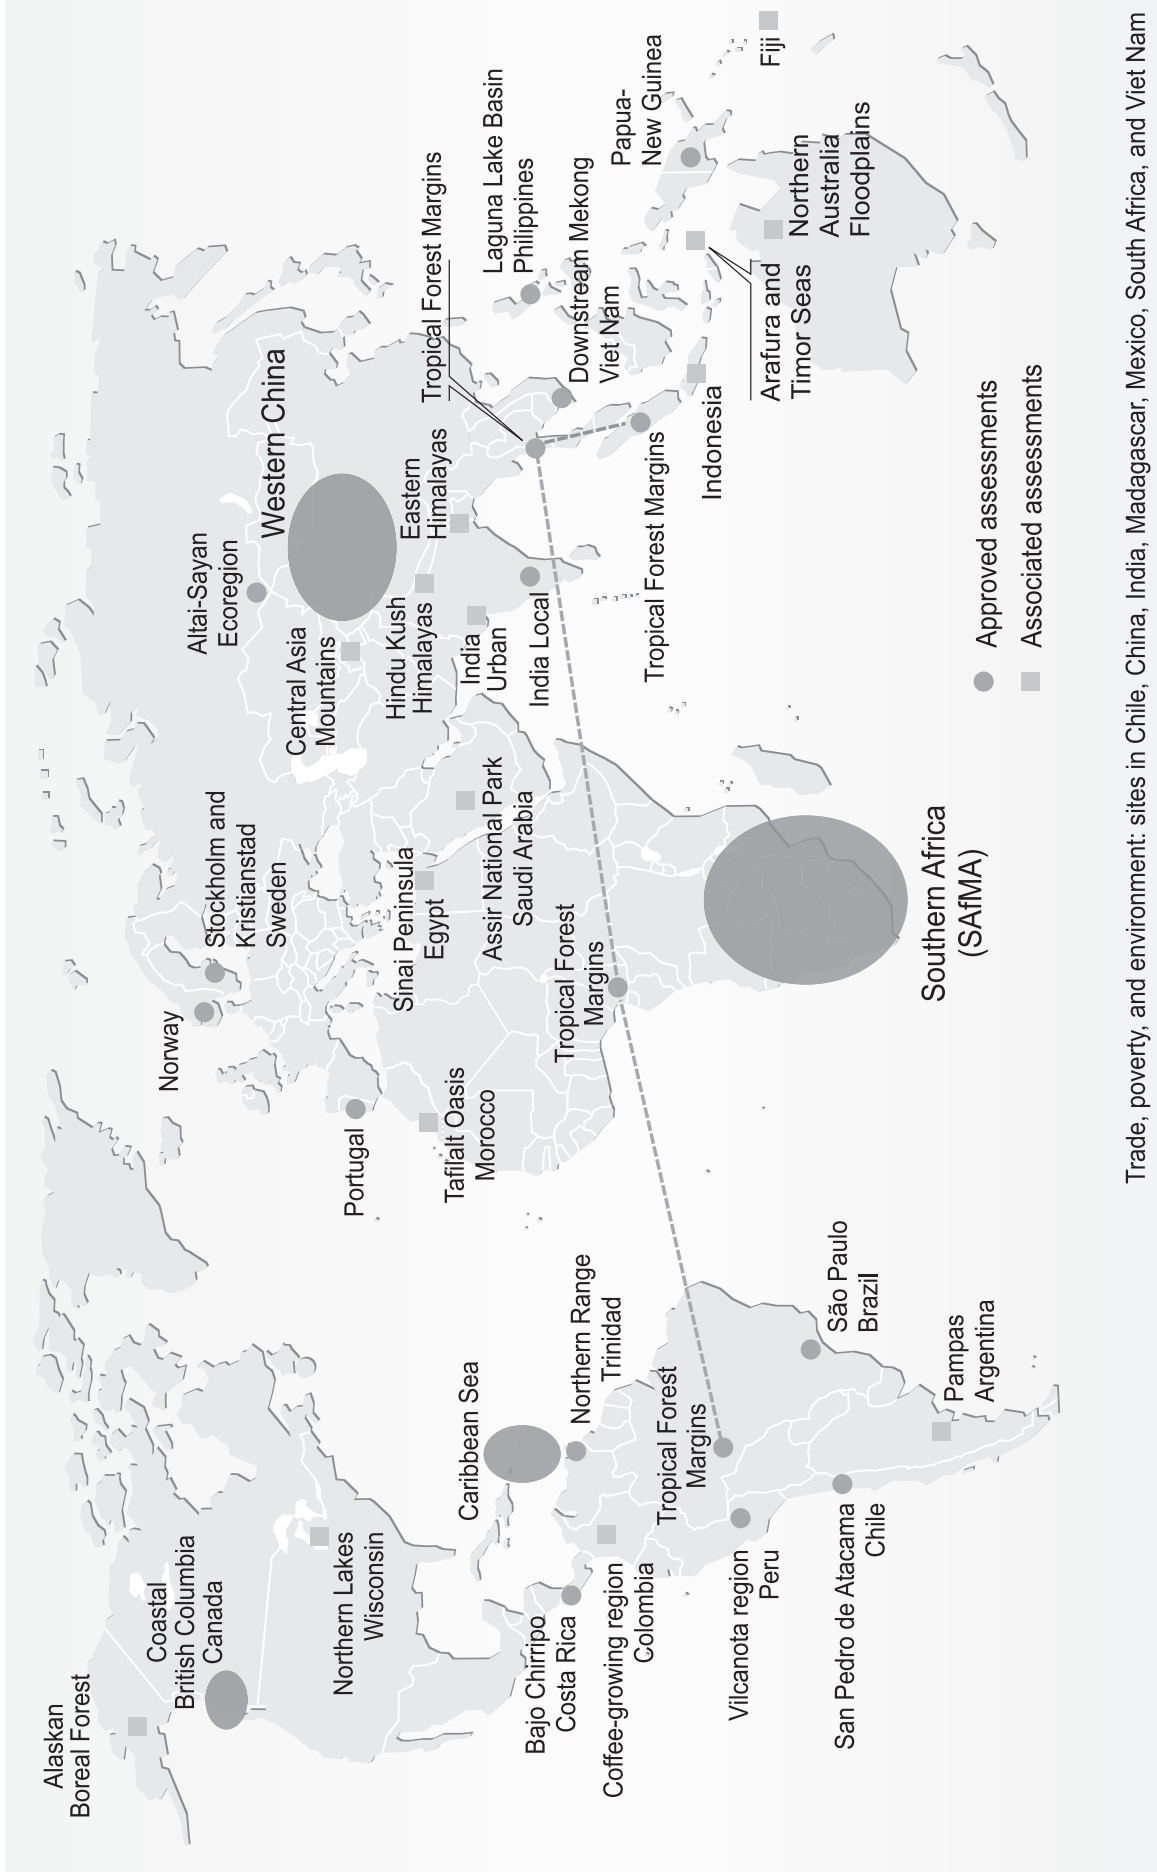 Alaskan
Boreal Forest
Coastal
British Columbia
Canada
Northern Lakes
Wisconsin
Caribbean Sea
Bajo Chirripo
Costa Rica
Northern Range
Trinidad
Coffee-growing region
Colombia
Tropical Forest
Margins
Vilcanota region
Peru
São Paulo
Brazil
San Pedro de Atacama
Chile
Pampas
Argentina
Norway
Stockholm and
Kristianstad
Sweden
Portugal
Tafilalt Oasis
Morocco
Sinai Peninsula
Egypt
Assir National Park
Saudi Arabia
Tropical Forest
Margins
Southern Africa
(SAfMA)
Altai-Sayan
Ecoregion
Western China
Central Asia
Mountains
Hindu Kush
Himalayas
Eastern
Himalayas
India
Urban
India Local
Tropical Forest Margins
Laguna Lake Basin
Philippines
Downstream Mekong
Viet Nam
Tropical Forest Margins
Indonesia
Papua-
New Guinea
Arafura and
Timor Seas
Northern
Australia
Floodplains
Fiji
Approved assessments
Associated assessments
Trade, poverty, and environment: sites in Chile, China, India, Madagascar, Mexico, South Africa, and Viet Nam